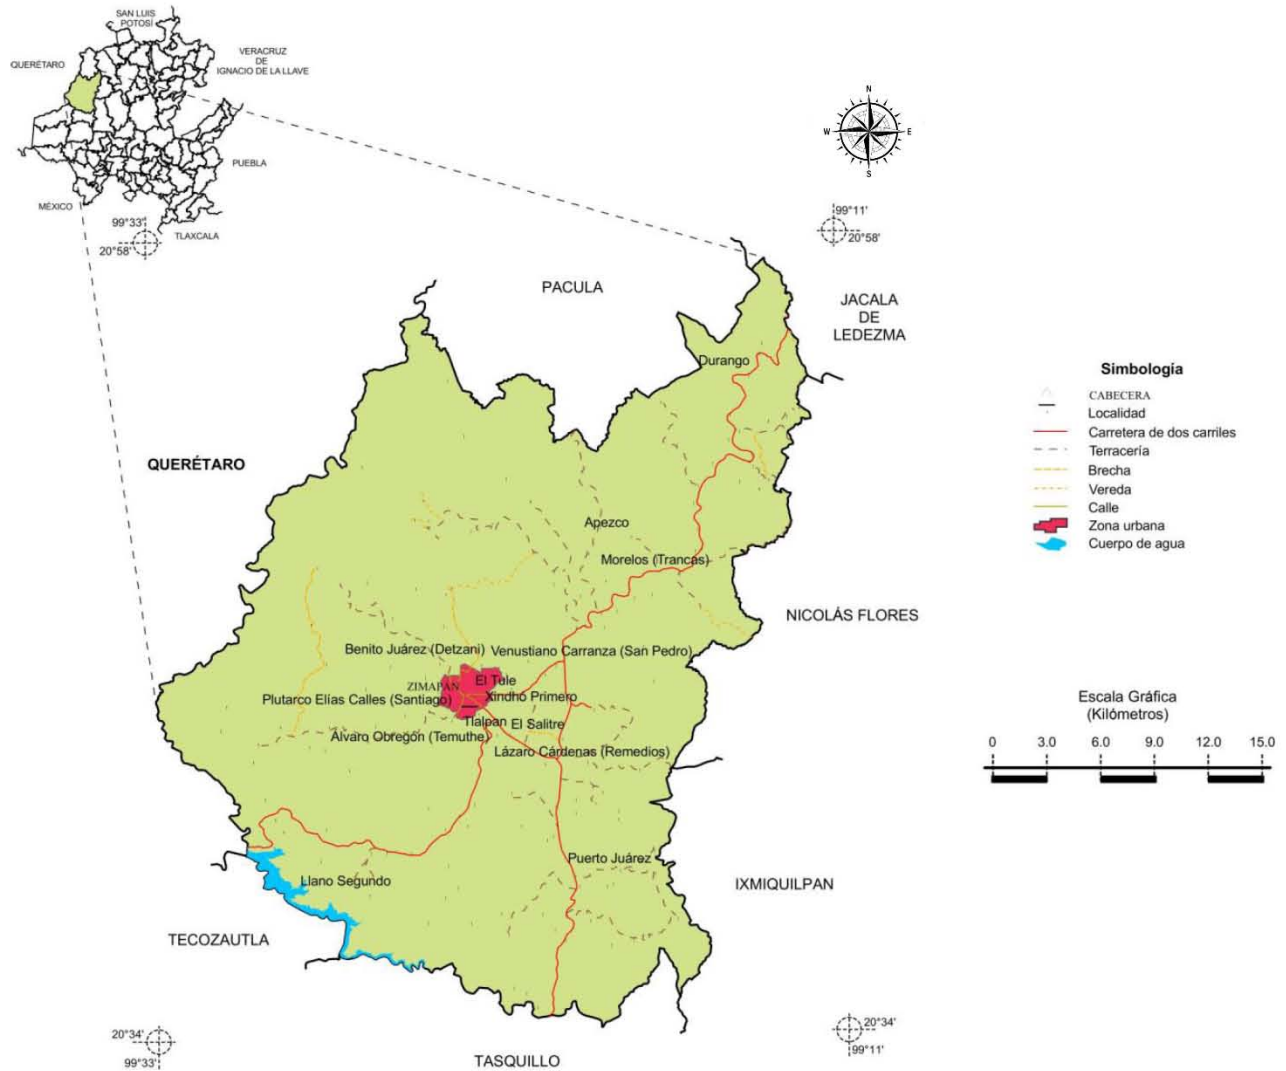 SAN LUIS
POTOSÍ
VERACRUZ
DE
IGNACIO DE LA LLAVE
QUERÉTARO
PUEBLA
MÉXICO
TLAXCALA
99°33'
20°58'
N
W
E
S
99°11'
20°58'
PACULA
JACALA
DE
LEDEZMA
Durango
QUERÉTARO
Apezco
Morelos (Trancas)
NICOLÁS FLORES
Benito Juárez (Detzani)
Venustiano Carranza (San Pedro)
ZIMAPÁN
El Tule
Plutarco Elías Calles (Santiago)
Xindho Primero
Tlalpan
El Salitre
Álvaro Obregón (Temuthe)
Lázaro Cárdenas (Remedios)
Puerto Juárez
Llano Segundo
IXMIQUILPAN
TECOZAUTLA
TASQUILLO
20°34'
99°33'
20°34'
99°11'
Simbología
CABECERA
Localidad
Carretera de dos carriles
Terracería
Brecha
Vereda
Calle
Zona urbana
Cuerpo de agua
Escala Gráfica
(Kilómetros)
0 3.0 6.0 9.0 12.0 15.0